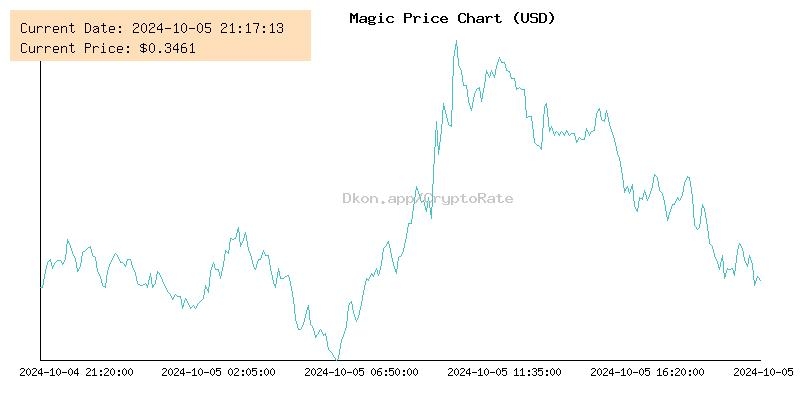 Magic Price Chart (USD)
Current Date: 2024-10-05 21:17:13
Current Price: $0.3461
Dkon.app/CryptoRate
2024-10-04 21:20:00 2024-10-05 02:05:00 2024-10-05 06:50:00 2024-10-05 11:35:00 2024-10-05 16:20:00 2024-10-05